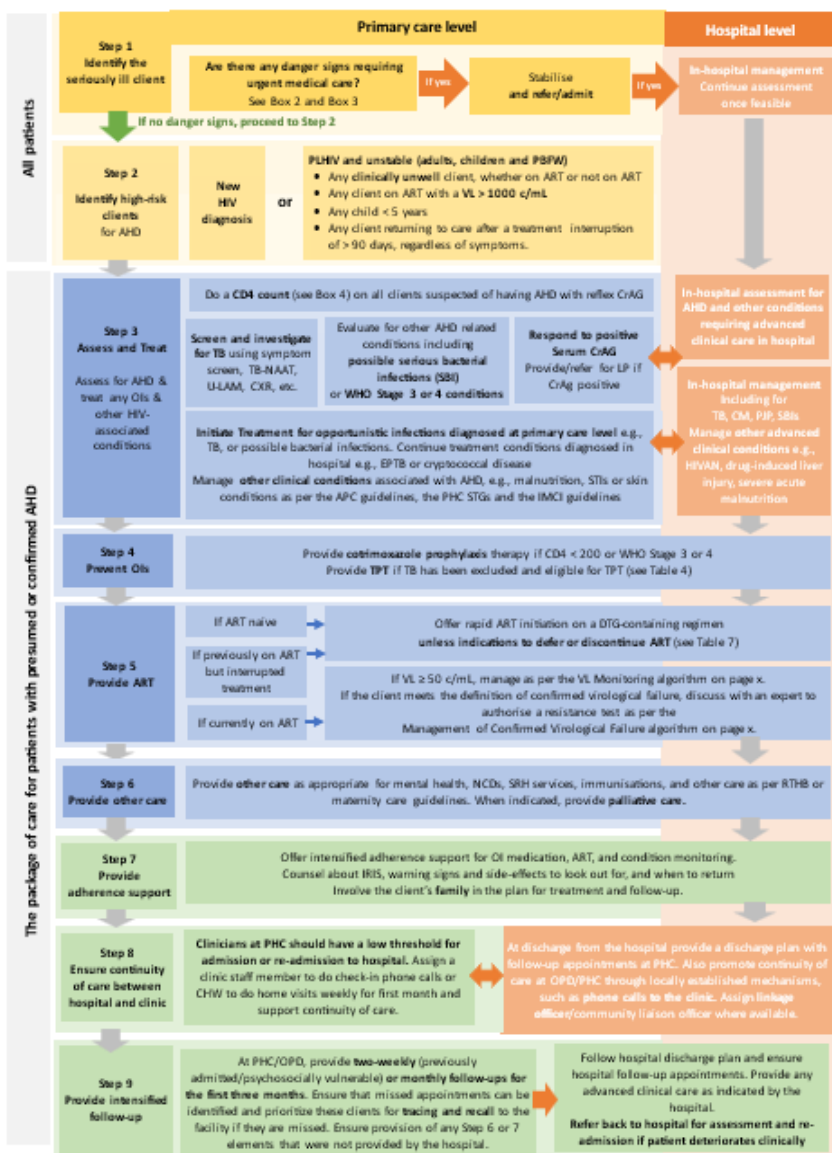 Primary care level
Hospital level
All patients
Step 1
Identify the
seriously ill client
Are there any danger signs requiring
urgent medical care?
See Box 2 and Box 3
If yes
Stabilise
and refer/admit
If yes
In-hospital management
Continue assessment
once feasible
If no danger signs, proceed to Step 2
Step 2
Identify high-risk
clients
for AHD
New
HIV
diagnosis
or
PLHIV and unstable (adults, children and PBFW)
• Any clinically unwell client, whether on ART or not on ART
• Any client on ART with a VL > 1000 c/mL
• Any child < 5 years
• Any client returning to care after a treatment interruption
of > 90 days, regardless of symptoms.
The package of care for patients with presumed or confirmed AHD
Step 3
Assess and Treat
Assess for AHD &
treat any OIs &
other HIV-
associated
conditions
Do a CD4 count (see Box 4) on all clients suspected of having AHD with reflex CrAG
Screen and investigate
for TB using symptom
screen, TB-NAAT,
U-LAM, CXR, etc.
Evaluate for other AHD related
conditions including
possible serious bacterial
infections (SBI)
or WHO Stage 3 or 4 conditions
Respond to positive
Serum CrAG
Provide/refer for LP if
CrAg positive
In-hospital assessment for
AHD and other conditions
requiring advanced
clinical care in hospital
Initiate Treatment for opportunistic infections diagnosed at primary care level e.g.,
TB, or possible bacterial infections. Continue treatment conditions diagnosed in
hospital e.g., EPTB or cryptococcal disease
Manage other clinical conditions associated with AHD, e.g., malnutrition, STIs or skin
conditions as per the APC guidelines, the PHC STGs and the IMCI guidelines
In-hospital management
Including for
TB, CM, PJP, SBIs
Manage other advanced
clinical conditions e.g.,
HIVAN, drug-induced liver
injury, severe acute
malnutrition
Step 4
Prevent OIs
Provide cotrimoxazole prophylaxis therapy if CD4 < 200 or WHO Stage 3 or 4
Provide TPT if TB has been excluded and eligible for TPT (see Table 4)
Step 5
Provide ART
If ART naive
If previously on ART
but interrupted
treatment
If currently on ART
Offer rapid ART initiation on a DTG-containing regimen
unless indications to defer or discontinue ART (see Table 7)
If VL ≥ 50 c/mL, manage as per the VL Monitoring algorithm on page x.
If the client meets the definition of confirmed virological failure, discuss with an expert to
authorise a resistance test as per the
Management of Confirmed Virological Failure algorithm on page x.
Step 6
Provide other care
Provide other care as appropriate for mental health, NCDs, SRH services, immunisations, and other care as per RTHB or
maternity care guidelines. When indicated, provide palliative care.
Step 7
Provide
adherence support
Offer intensified adherence support for OI medication, ART, and condition monitoring.
Counsel about IRIS, warning signs and side-effects to look out for, and when to return
Involve the client's family in the plan for treatment and follow-up.
Step 8
Ensure continuity
of care between
hospital and clinic
Clinicians at PHC should have a low threshold for
admission or re-admission to hospital. Assign a
clinic staff member to do check-in phone calls or
CHW to do home visits weekly for first month and
support continuity of care.
At discharge from the hospital provide a discharge plan with
follow-up appointments at PHC. Also promote continuity of
care at OPD/PHC through locally established mechanisms,
such as phone calls to the clinic. Assign linkage
officer/community liaison officer where available.
Step 9
Provide intensified
follow-up
At PHC/OPD, provide two-weekly (previously
admitted/psychosocially vulnerable) or monthly follow-ups for
the first three months. Ensure that missed appointments can be
identified and prioritize these clients for tracing and recall to the
facility if they are missed. Ensure provision of any Step 6 or 7
elements that were not provided by the hospital.
Follow hospital discharge plan and ensure
hospital follow-up appointments. Provide any
advanced clinical care as indicated by the
hospital.
Refer back to hospital for assessment and re-
admission if patient deteriorates clinically